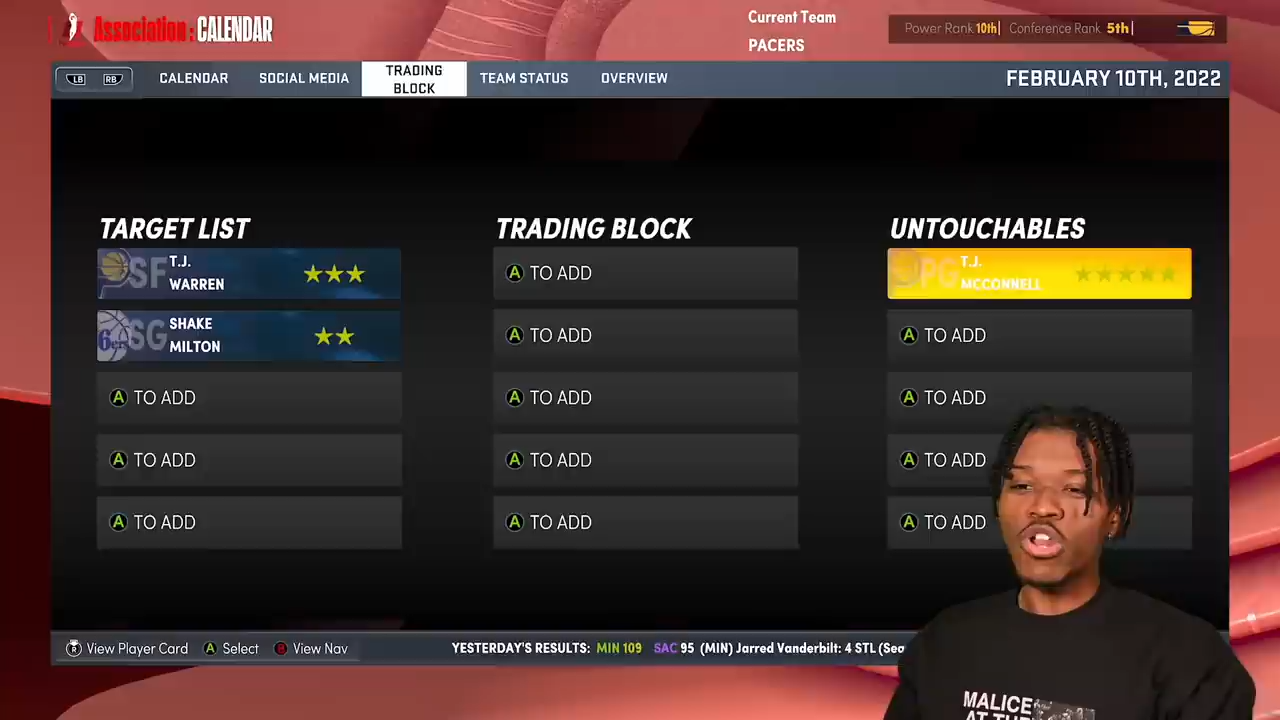 Association: CALENDAR
Current Team
PACERS
Power Rank 10th| Conference Rank 5th|
LB RB CALENDAR SOCIAL MEDIA TRADING BLOCK TEAM STATUS OVERVIEW FEBRUARY 10TH, 2022
TARGET LIST
SF T.J. WARREN
6ers SG SHAKE MILTON
A TO ADD
A TO ADD
A TO ADD
TRADING BLOCK
A TO ADD
A TO ADD
A TO ADD
A TO ADD
A TO ADD
UNTOUCHABLES
PG T.J. MCCONNELL
A TO ADD
A TO ADD
A TO ADD
A TO ADD
R View Player Card A Select B View Nav YESTERDAY'S RESULTS: MIN 109 SAC 95 (MIN) Jarred Vanderbilt: 4 STL (Sea
MALICE
AT THE